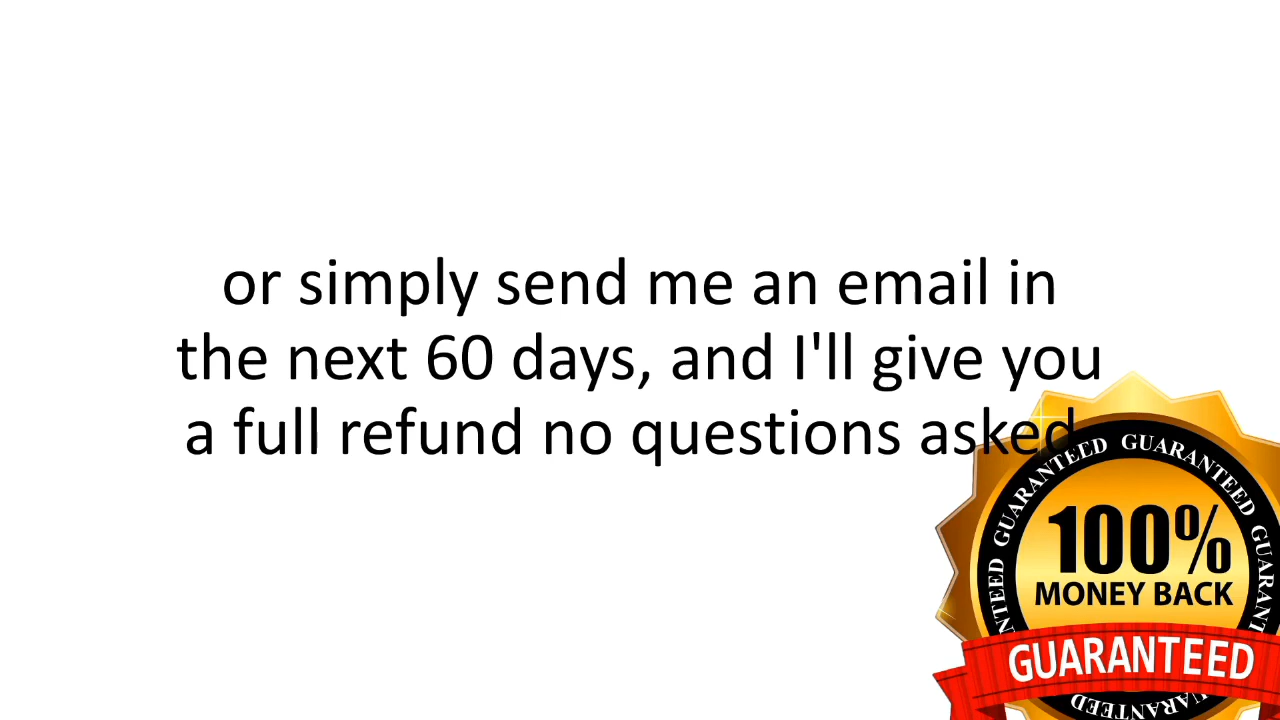 or simply send me an email in
the next 60 days, and I'll give you
a full refund no questions asked
GUARANTEED GUARANTEED
100%
MONEY BACK
GUARANTEED
GUARANTEED